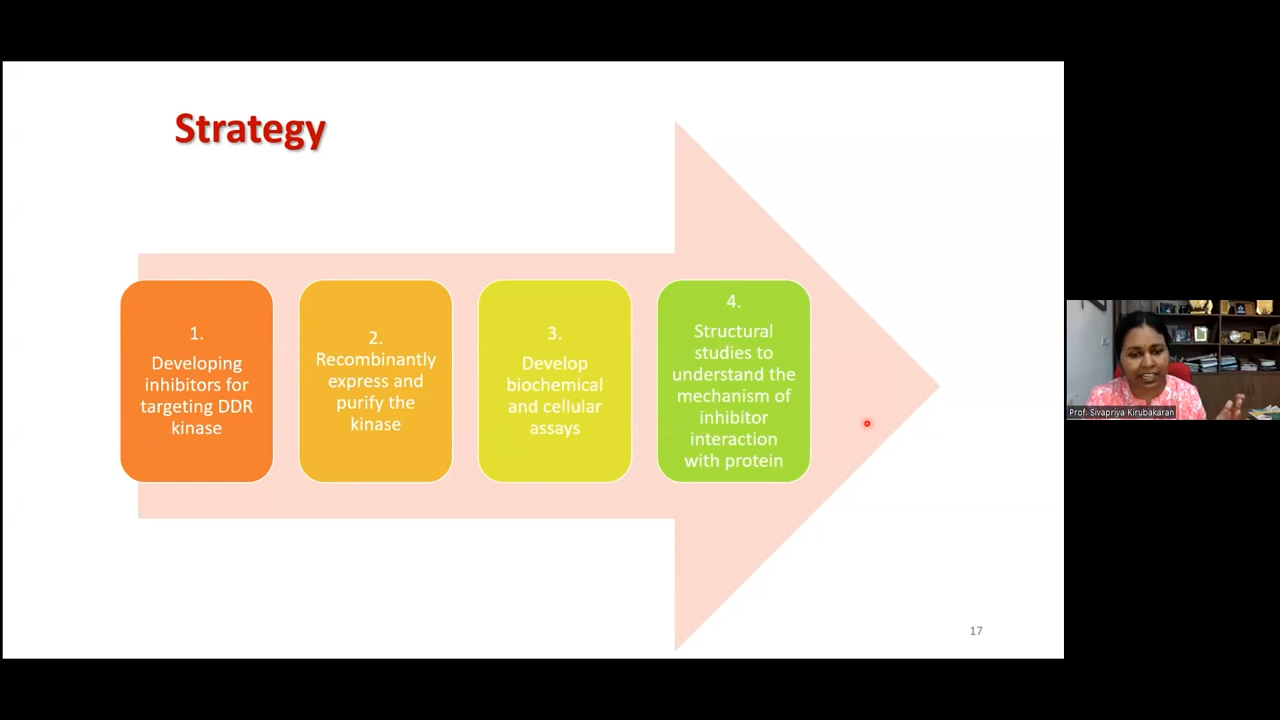 Strategy
1.
Developing
inhibitors for
targeting DDR
kinase
2.
Recombinantly
express and
purify the
kinase
3.
Develop
biochemical
and cellular
assays
4.
Structural
studies to
understand the
mechanism of
inhibitor
interaction
with protein
17
Prof. Sivapriya Kirubakaran